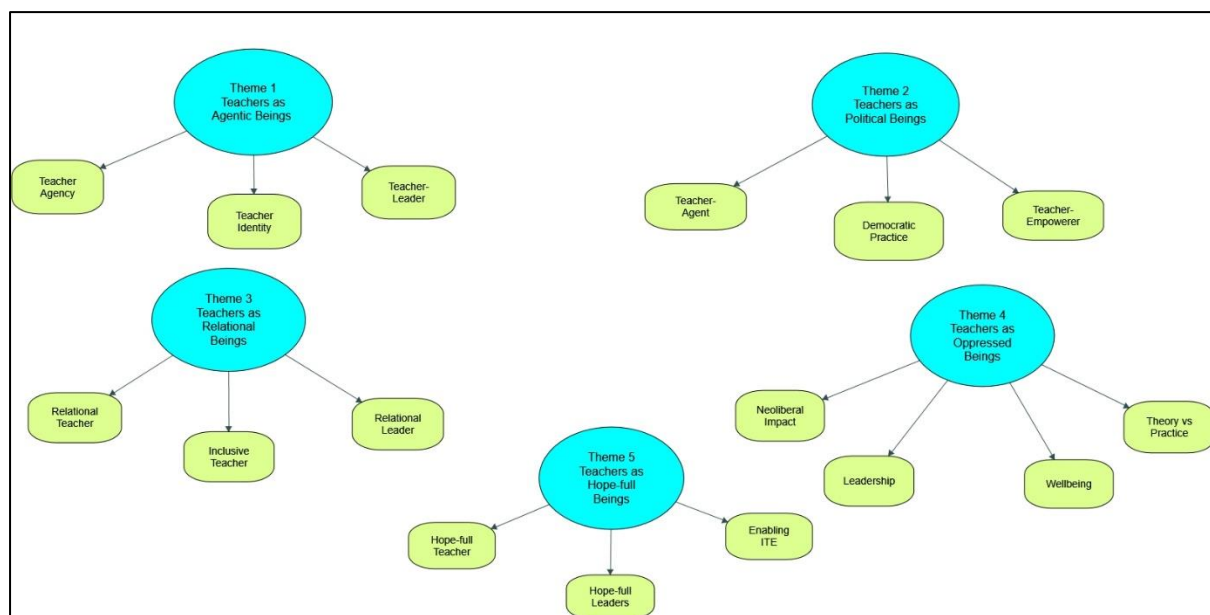 Theme 1
Teachers as
Agentic Beings
Teacher
Agency
Teacher
Identity
Teacher-
Leader
Theme 2
Teachers as
Political Beings
Teacher-
Agent
Democratic
Practice
Teacher-
Empowerer
Theme 3
Teachers as
Relational
Beings
Relational
Teacher
Inclusive
Teacher
Relational
Leader
Theme 4
Teachers as
Oppressed
Beings
Neoliberal
Impact
Leadership
Wellbeing
Theory vs
Practice
Theme 5
Teachers as
Hope-full
Beings
Hope-full
Teacher
Hope-full
Leaders
Enabling
ITE